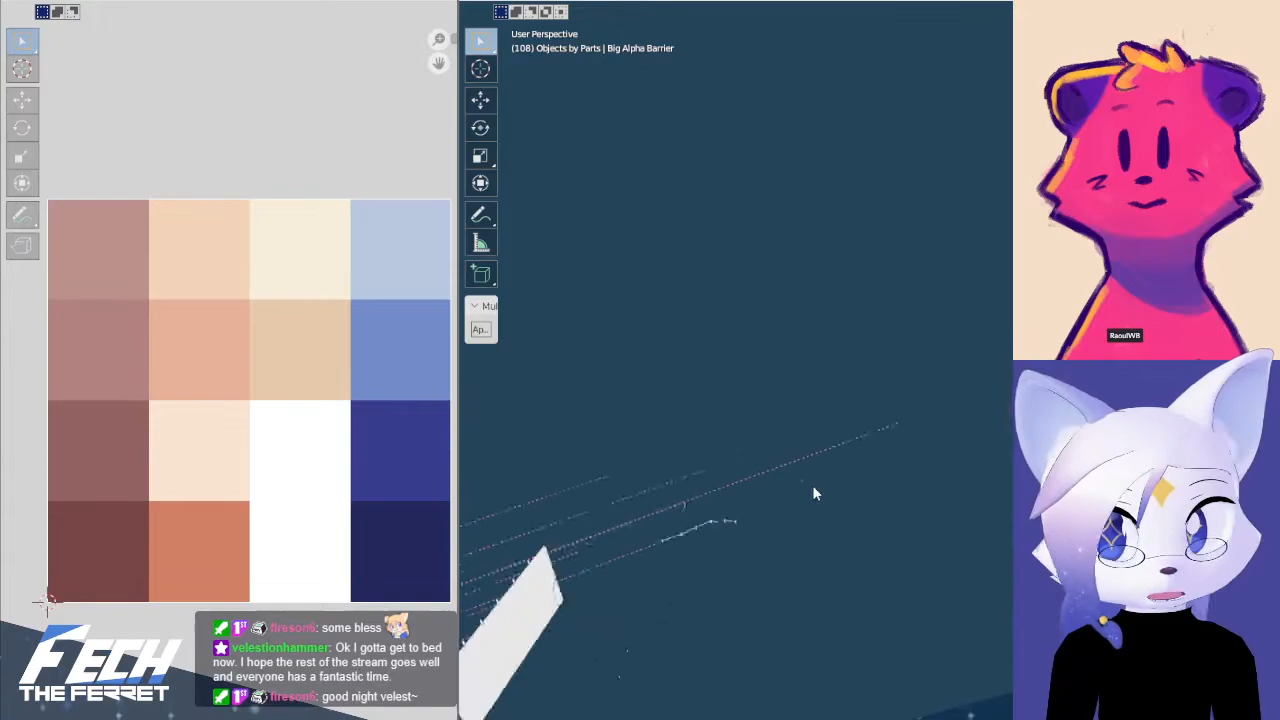 User Perspective
(108) Objects by Parts | Big Alpha Barrier
Mul
Ap..
RaoulWB
FECH
THE FERRET
fireson6: some bless
velestionhammer: Ok I gotta get to bed
now. I hope the rest of the stream goes well
and everyone has a fantastic time.
fireson6: good night velest~